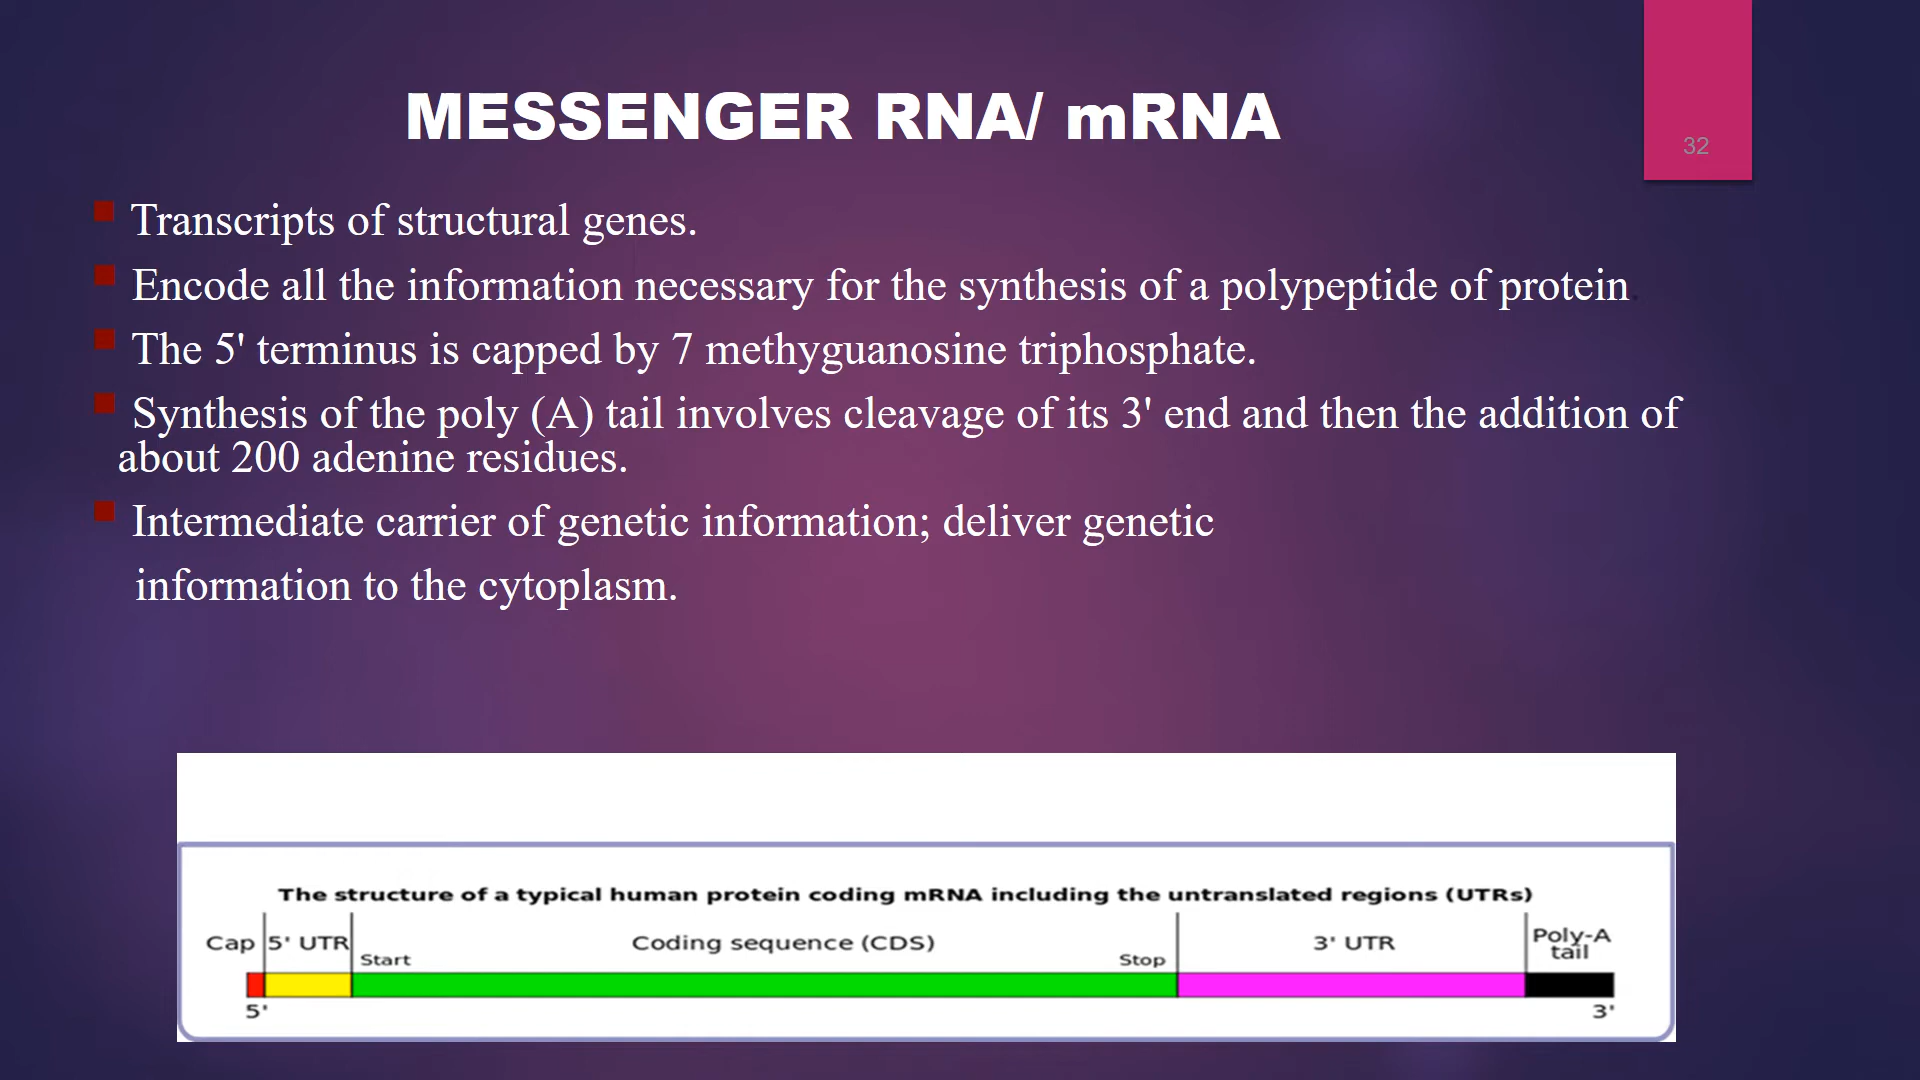 MESSENGER RNA/ mRNA
32
Transcripts of structural genes.
Encode all the information necessary for the synthesis of a polypeptide of protein.
The 5' terminus is capped by 7 methyguanosine triphosphate.
Synthesis of the poly (A) tail involves cleavage of its 3' end and then the addition of
about 200 adenine residues.
Intermediate carrier of genetic information; deliver genetic
information to the cytoplasm.
The structure of a typical human protein coding mRNA including the untranslated regions (UTRs)
Cap 5' UTR Start Coding sequence (CDS) Stop 3' UTR Poly-A
tail
5' 3'